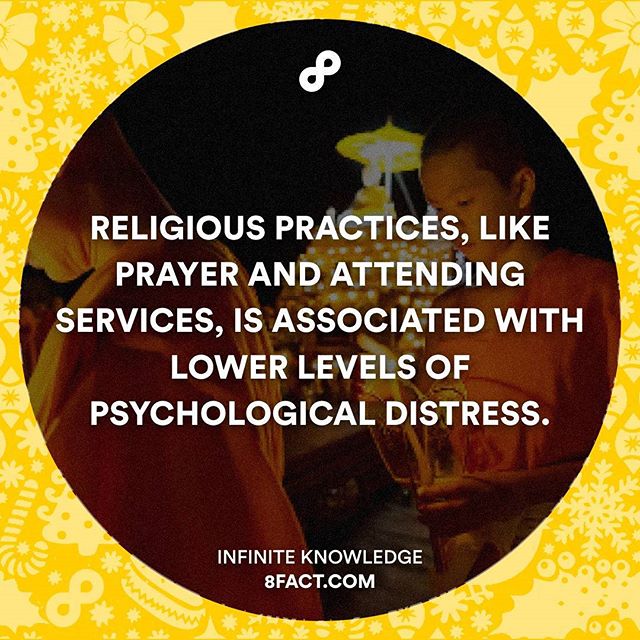 RELIGIOUS PRACTICES, LIKE
PRAYER AND ATTENDING
SERVICES, IS ASSOCIATED WITH
LOWER LEVELS OF
PSYCHOLOGICAL DISTRESS.
INFINITE KNOWLEDGE
8FACT.COM